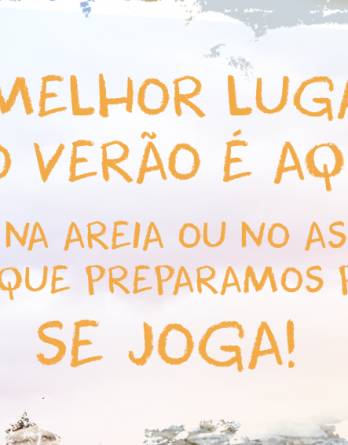 MELHOR LUGA
O VERÃO É AQ
NA AREIA OU NO AS
QUE PREPARAMOS P
SE JOGA!